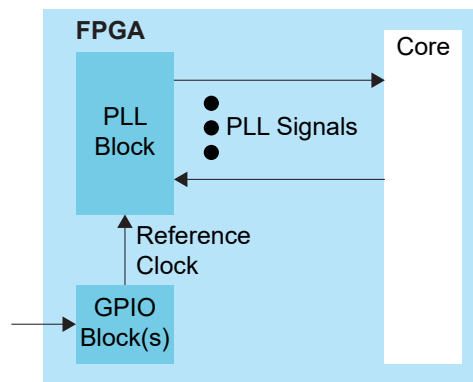 FPGA
Core
PLL
Block
PLL Signals
Reference
Clock
GPIO
Block(s)